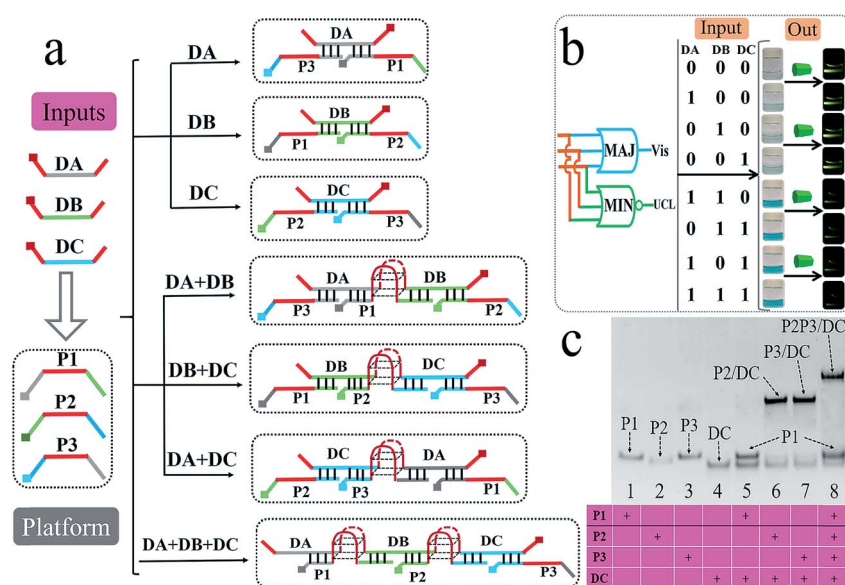 a
Inputs
DA
DB
DC
P1
P2
P3
Platform
DA
DA
P3
P1
DB
DB
P1
P2
DC
DC
P2
P3
DA+DB
DA
DB
P3
P1
P2
DB+DC
DB
DC
P1
P2
P3
DA+DC
DC
DA
P2
P3
P1
DA+DB+DC
DA
DB
DC
P1
P2
P3
b
Input
Out
DA DB DC
0 0 0
1 0 0
0 1 0
0 0 1
1 1 0
0 1 1
1 0 1
1 1 1
MAJ
Vis
MIN
UCL
c
P2P3/DC
P3/DC
P2/DC
P1
P2
P3
DC
P1
1 2 3 4 5 6 7 8
P1 + + +
P2 + + +
P3 + + +
DC + + + + +